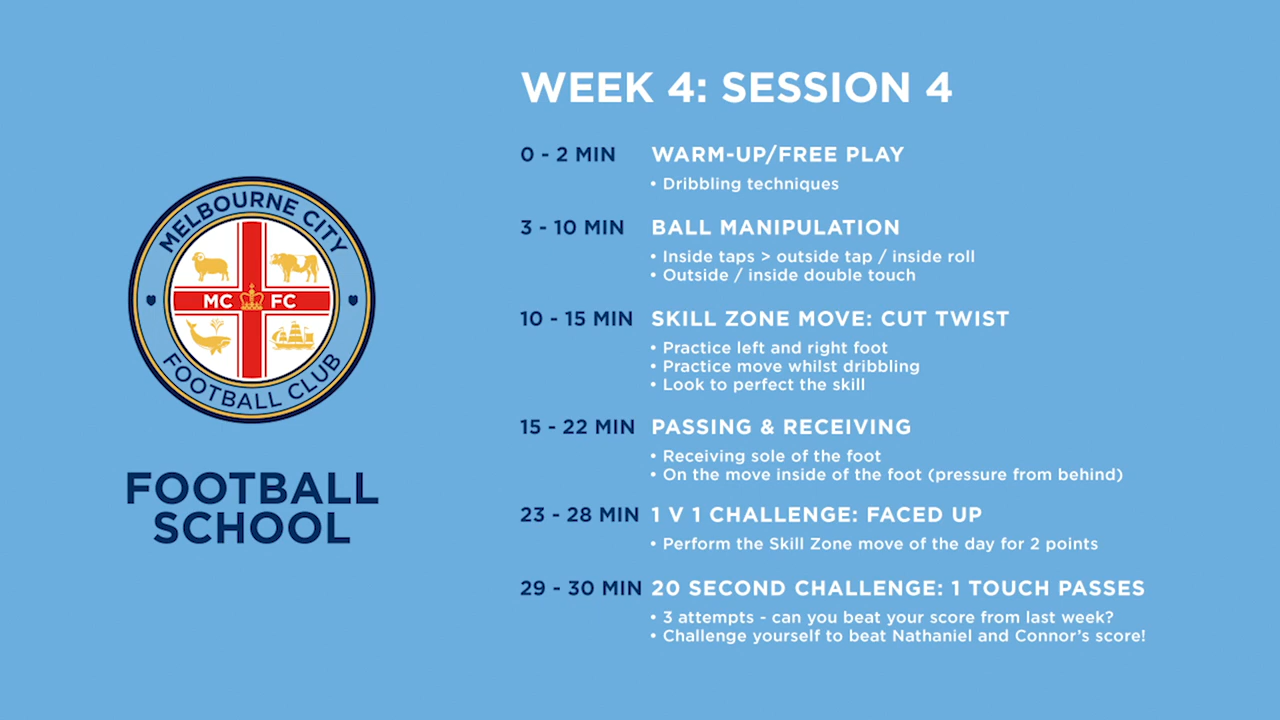 WEEK 4: SESSION 4
0 - 2 MIN WARM-UP/FREE PLAY
• Dribbling techniques
3 - 10 MIN BALL MANIPULATION
• Inside taps > outside tap / inside roll
• Outside / inside double touch
10 - 15 MIN SKILL ZONE MOVE: CUT TWIST
• Practice left and right foot
• Practice move whilst dribbling
• Look to perfect the skill
15 - 22 MIN PASSING & RECEIVING
• Receiving sole of the foot
• On the move inside of the foot (pressure from behind)
23 - 28 MIN 1 V 1 CHALLENGE: FACED UP
• Perform the Skill Zone move of the day for 2 points
29 - 30 MIN 20 SECOND CHALLENGE: 1 TOUCH PASSES
• 3 attempts - can you beat your score from last week?
• Challenge yourself to beat Nathaniel and Connor's score!
MELBOURNE CITY
MC FC
FOOTBALL CLUB
FOOTBALL
SCHOOL